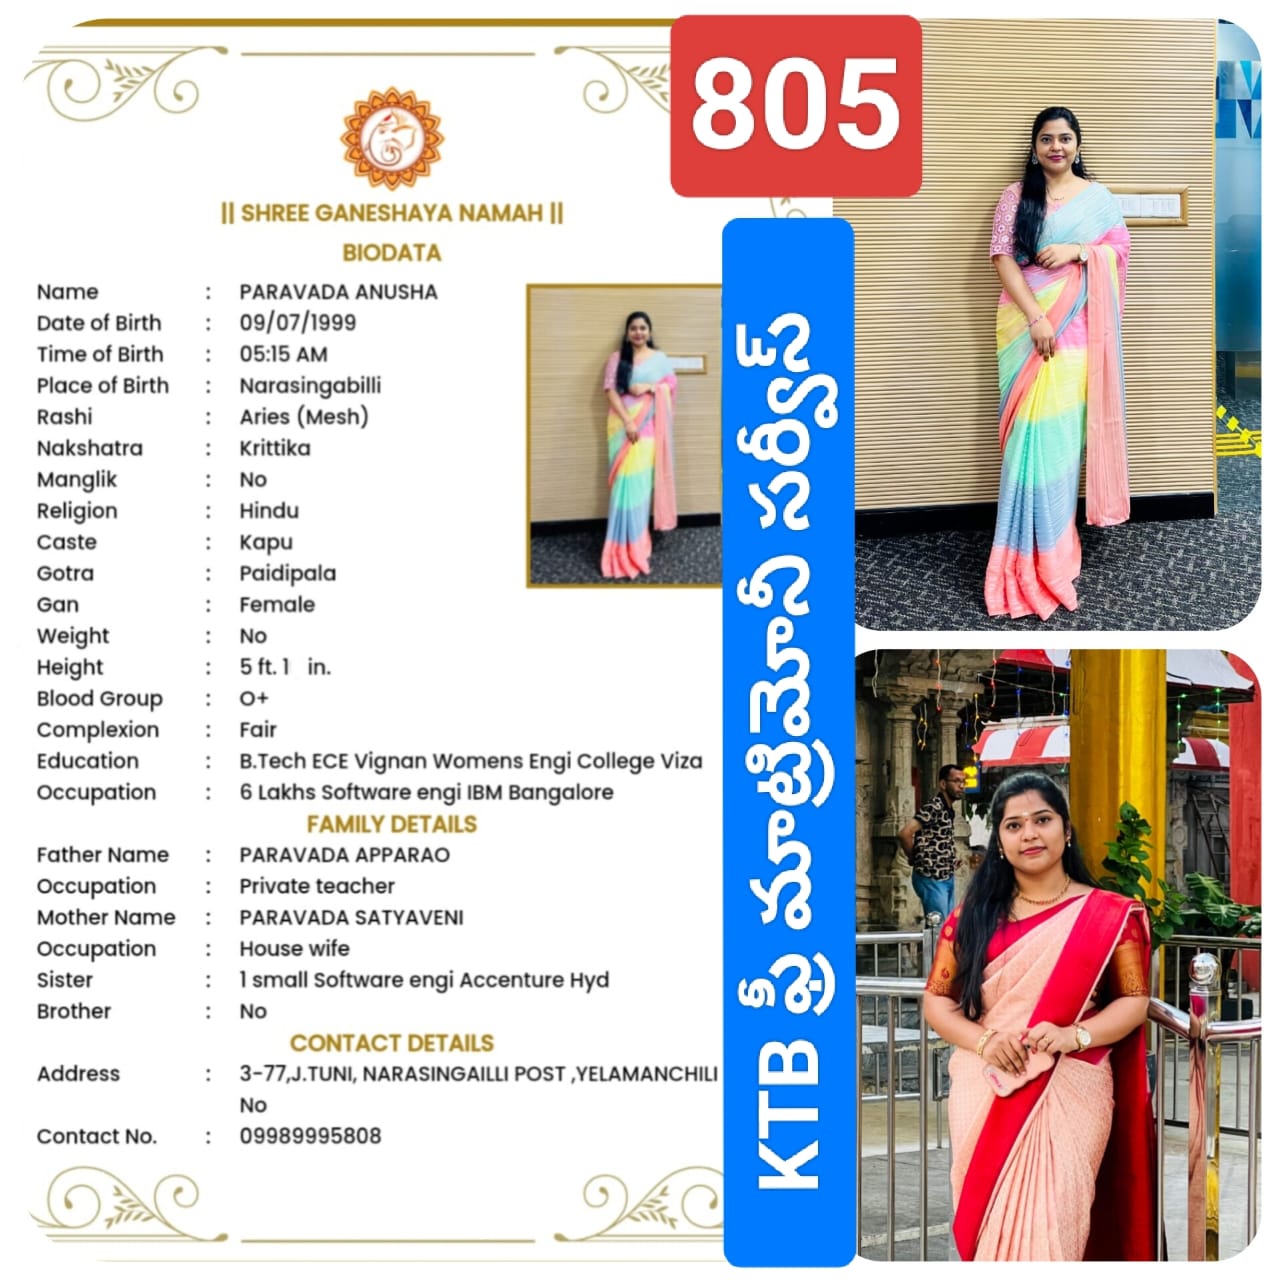 805
|| SHREE GANESHAYA NAMAH ||
BIODATA
Name : PARAVADA ANUSHA
Date of Birth : 09/07/1999
Time of Birth : 05:15 AM
Place of Birth : Narasingabilli
Rashi : Aries (Mesh)
Nakshatra : Krittika
Manglik : No
Religion : Hindu
Caste : Kapu
Gotra : Paidipala
Gan : Female
Weight : No
Height : 5 ft. 1 in.
Blood Group : O+
Complexion : Fair
Education : B.Tech ECE Vignan Womens Engi College Viza
Occupation : 6 Lakhs Software engi IBM Bangalore
FAMILY DETAILS
Father Name : PARAVADA APPARAO
Occupation : Private teacher
Mother Name : PARAVADA SATYAVENI
Occupation : House wife
Sister : 1 small Software engi Accenture Hyd
Brother : No
CONTACT DETAILS
Address : 3-77,J.TUNI, NARASINGAILLI POST ,YELAMANCHILI
No
Contact No. : 09989995808
KTB ఫ్రీ మాట్రిమోనీ సర్వీస్